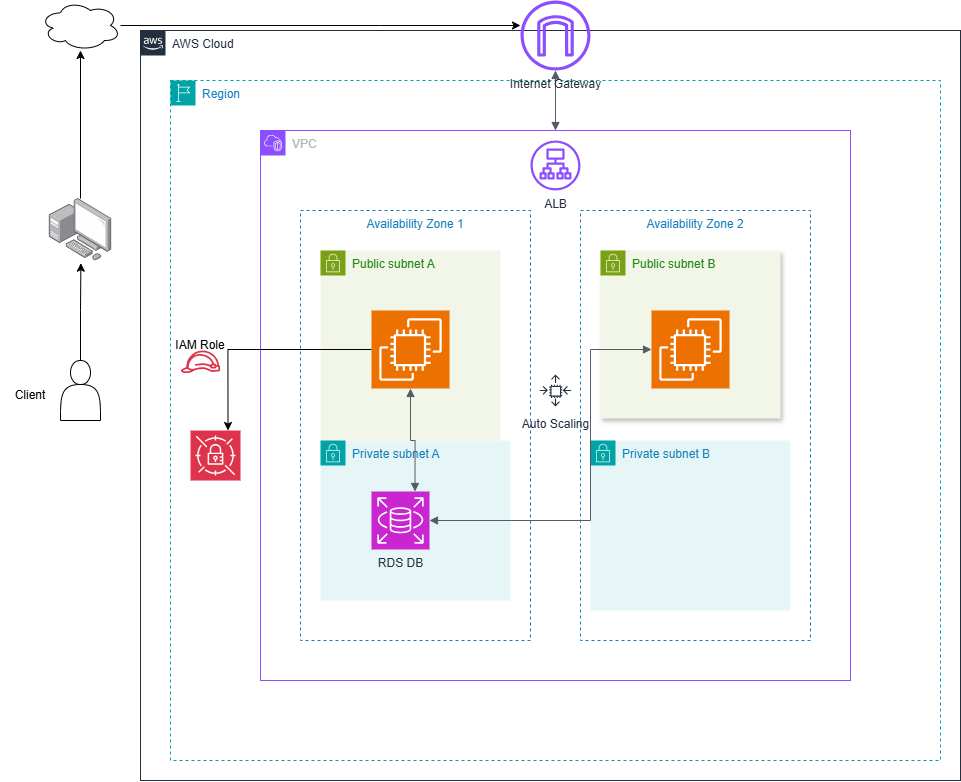 aws
AWS Cloud
Internet Gateway
Region
VPC
ALB
Availability Zone 1
Availability Zone 2
Public subnet A
Public subnet B
IAM Role
Client
Auto Scaling
Private subnet A
Private subnet B
RDS DB